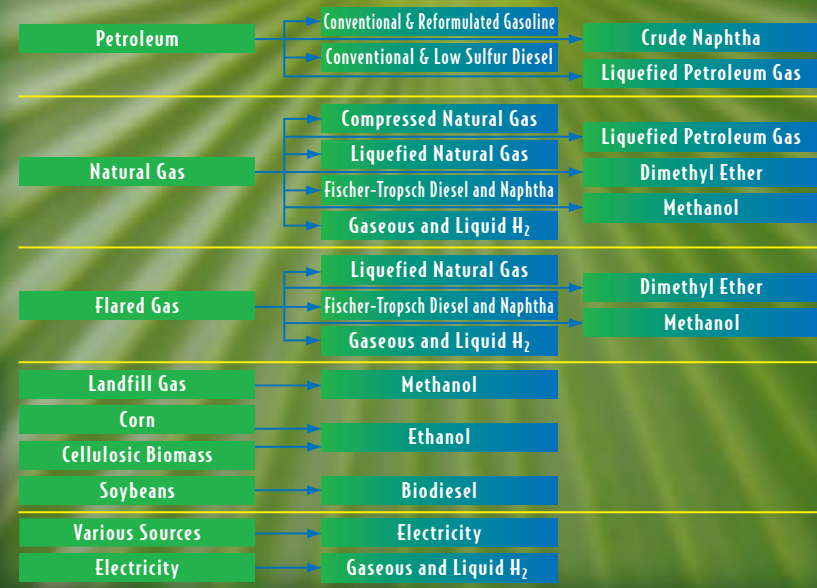 Petroleum
Conventional & Reformulated Gasoline
Conventional & Low Sulfur Diesel
Crude Naphtha
Liquefied Petroleum Gas
Natural Gas
Compressed Natural Gas
Liquefied Natural Gas
Fischer-Tropsch Diesel and Naphtha
Gaseous and Liquid H₂
Liquefied Petroleum Gas
Dimethyl Ether
Methanol
Flared Gas
Liquefied Natural Gas
Fischer-Tropsch Diesel and Naphtha
Gaseous and Liquid H₂
Dimethyl Ether
Methanol
Landfill Gas
Methanol
Corn
Cellulosic Biomass
Ethanol
Soybeans
Biodiesel
Various Sources
Electricity
Electricity
Gaseous and Liquid H₂